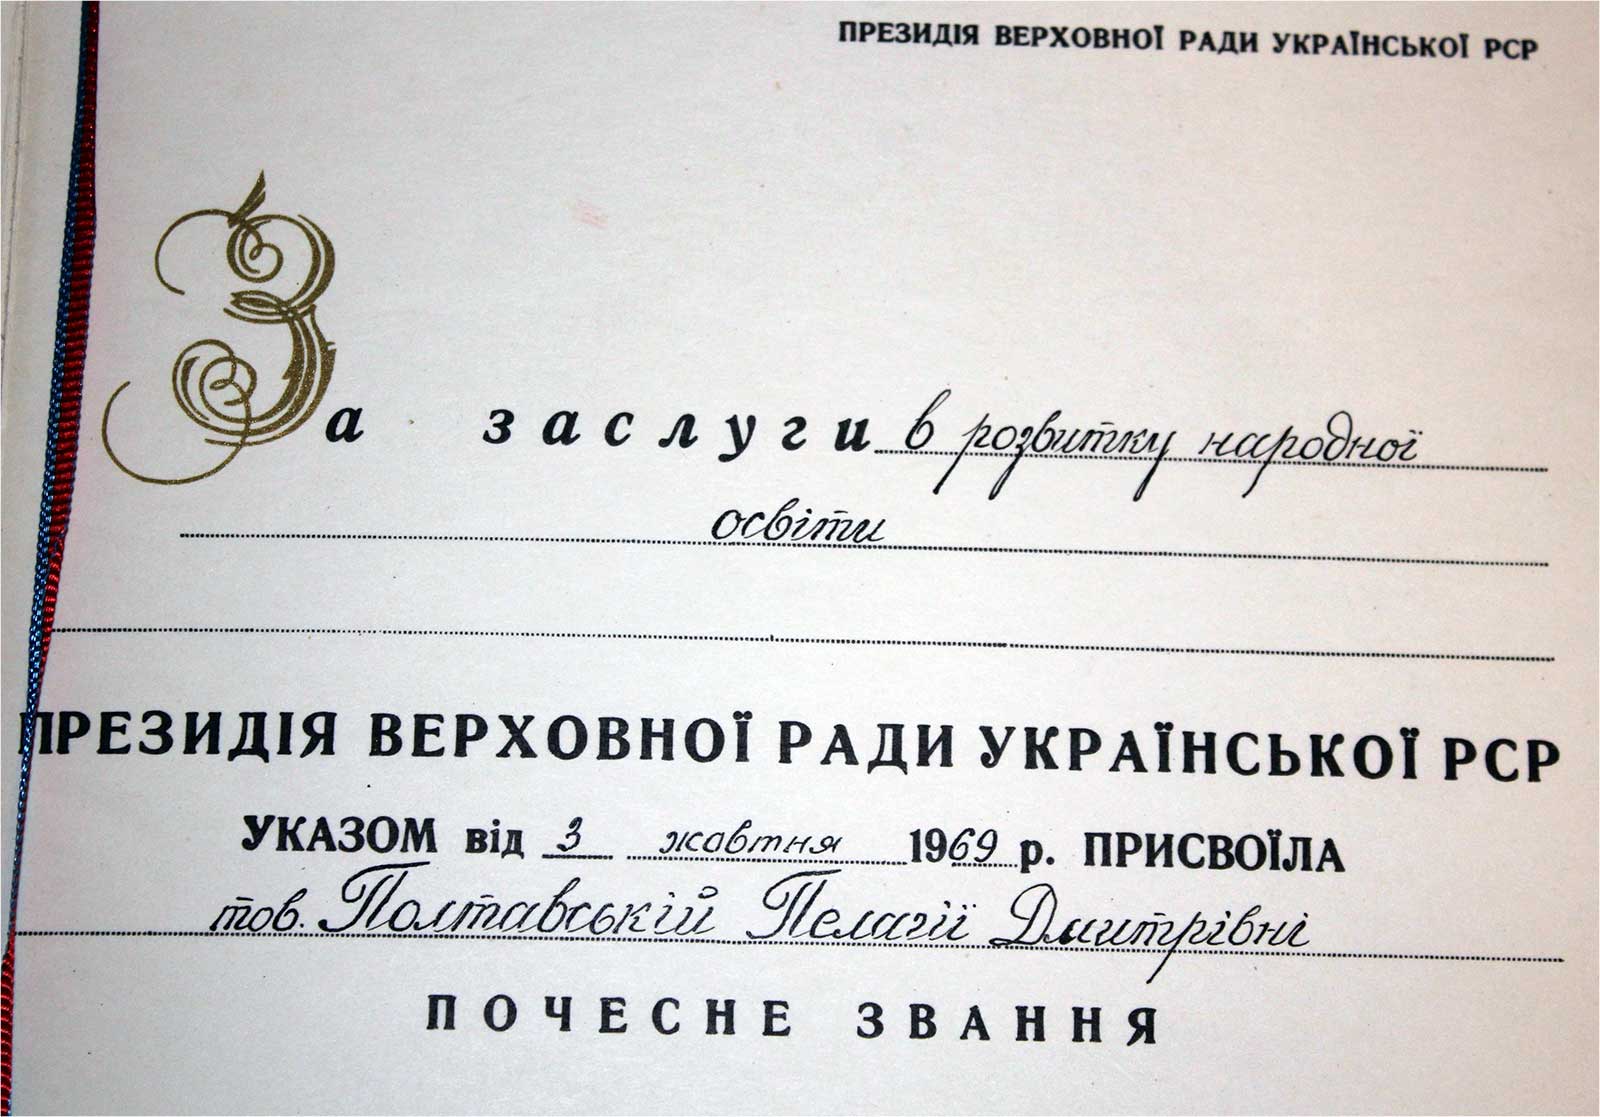 ПРЕЗИДІЯ ВЕРХОВНОЇ РАДИ УКРАЇНСЬКОЇ РСР
За заслуги в розвитку народної
освіти
ПРЕЗИДІЯ ВЕРХОВНОЇ РАДИ УКРАЇНСЬКОЇ РСР
УКАЗОМ від 3 жовтня 1969 р. ПРИСВОЇЛА
тов. Полтавській Пелагії Дмитрівні
ПОЧЕСНЕ ЗВАННЯ